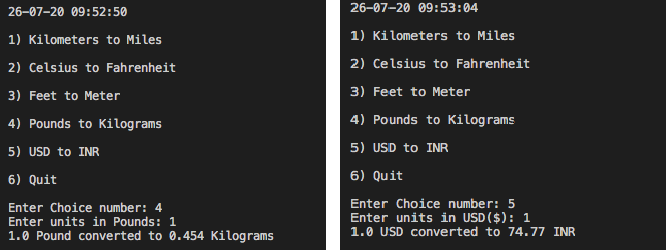 26-07-20 09:52:50
1) Kilometers to Miles
2) Celsius to Fahrenheit
3) Feet to Meter
4) Pounds to Kilograms
5) USD to INR
6) Quit
Enter Choice number: 4
Enter units in Pounds: 1
1.0 Pound converted to 0.454 Kilograms
26-07-20 09:53:04
1) Kilometers to Miles
2) Celsius to Fahrenheit
3) Feet to Meter
4) Pounds to Kilograms
5) USD to INR
6) Quit
Enter Choice number: 5
Enter units in USD($): 1
1.0 USD converted to 74.77 INR